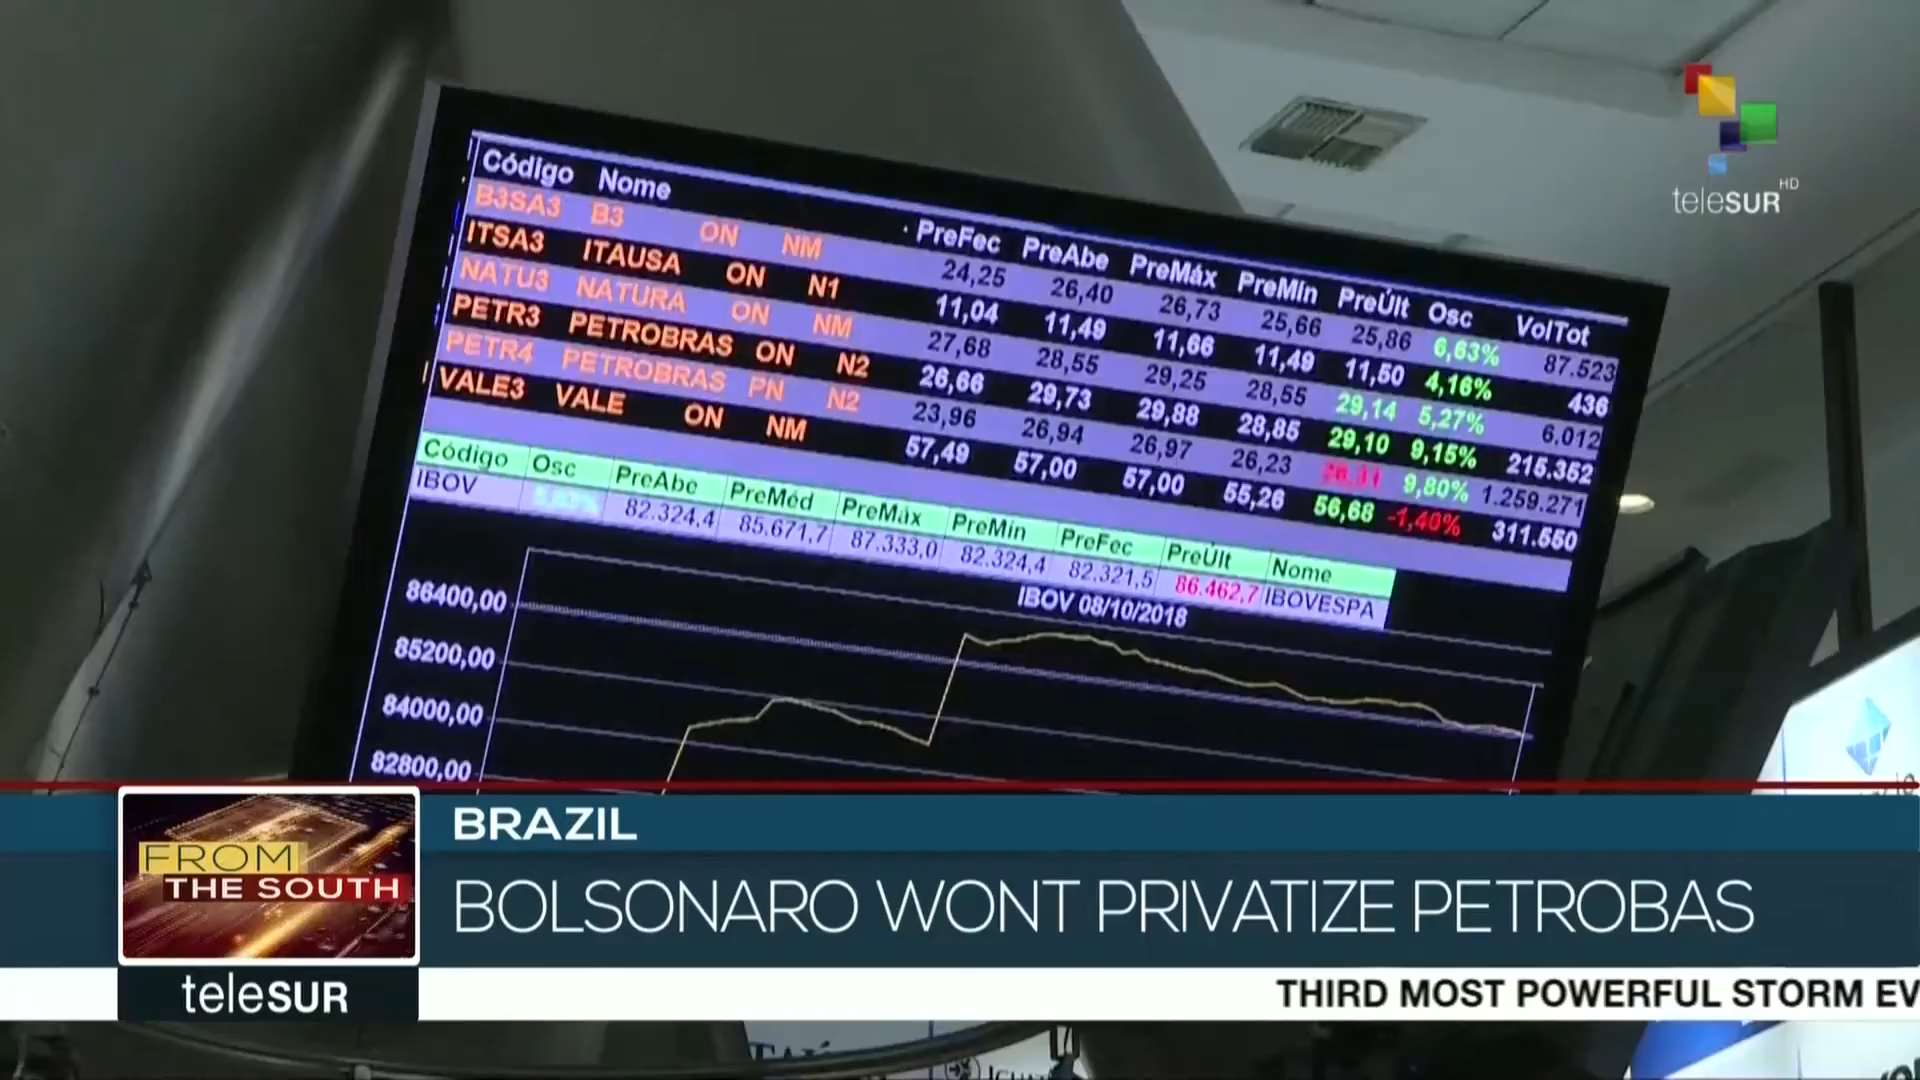 teleSUR HD
Código Nome PreFec PreAbe PreMáx PreMín PreÚlt Osc VolTot
B3SA3 B3 ON NM 24,25 26,40 26,73 25,66 25,86 6,63% 87.523
ITSA3 ITAUSA ON N1 11,04 11,49 11,66 11,49 11,50 4,16% 436
NATU3 NATURA ON NM 27,68 28,55 29,25 28,55 29,14 5,27% 6.012
PETR3 PETROBRAS ON N2 26,66 29,73 29,88 28,85 29,10 9,15% 215.352
PETR4 PETROBRAS PN N2 23,96 26,94 26,97 26,23 26,31 9,80% 1.259.271
VALE3 VALE ON NM 57,49 57,00 57,00 55,26 56,68 -1,40% 311.550
Código Osc PreAbe PreMéd PreMáx PreMín PreFec PreÚlt Nome
IBOV 82.324,4 85.671,7 87.333,0 82.324,4 82.321,5 86.462,7 IBOVESPA
IBOV 08/10/2018
86400,00
85200,00
84000,00
82800,00
BRAZIL
FROM
THE SOUTH
BOLSONARO WONT PRIVATIZE PETROBAS
teleSUR
THIRD MOST POWERFUL STORM EV